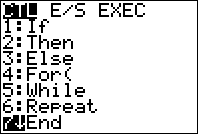 CTL E/S EXEC
1:If
2:Then
3:Else
4:For(
5:While
6:Repeat
7↓End